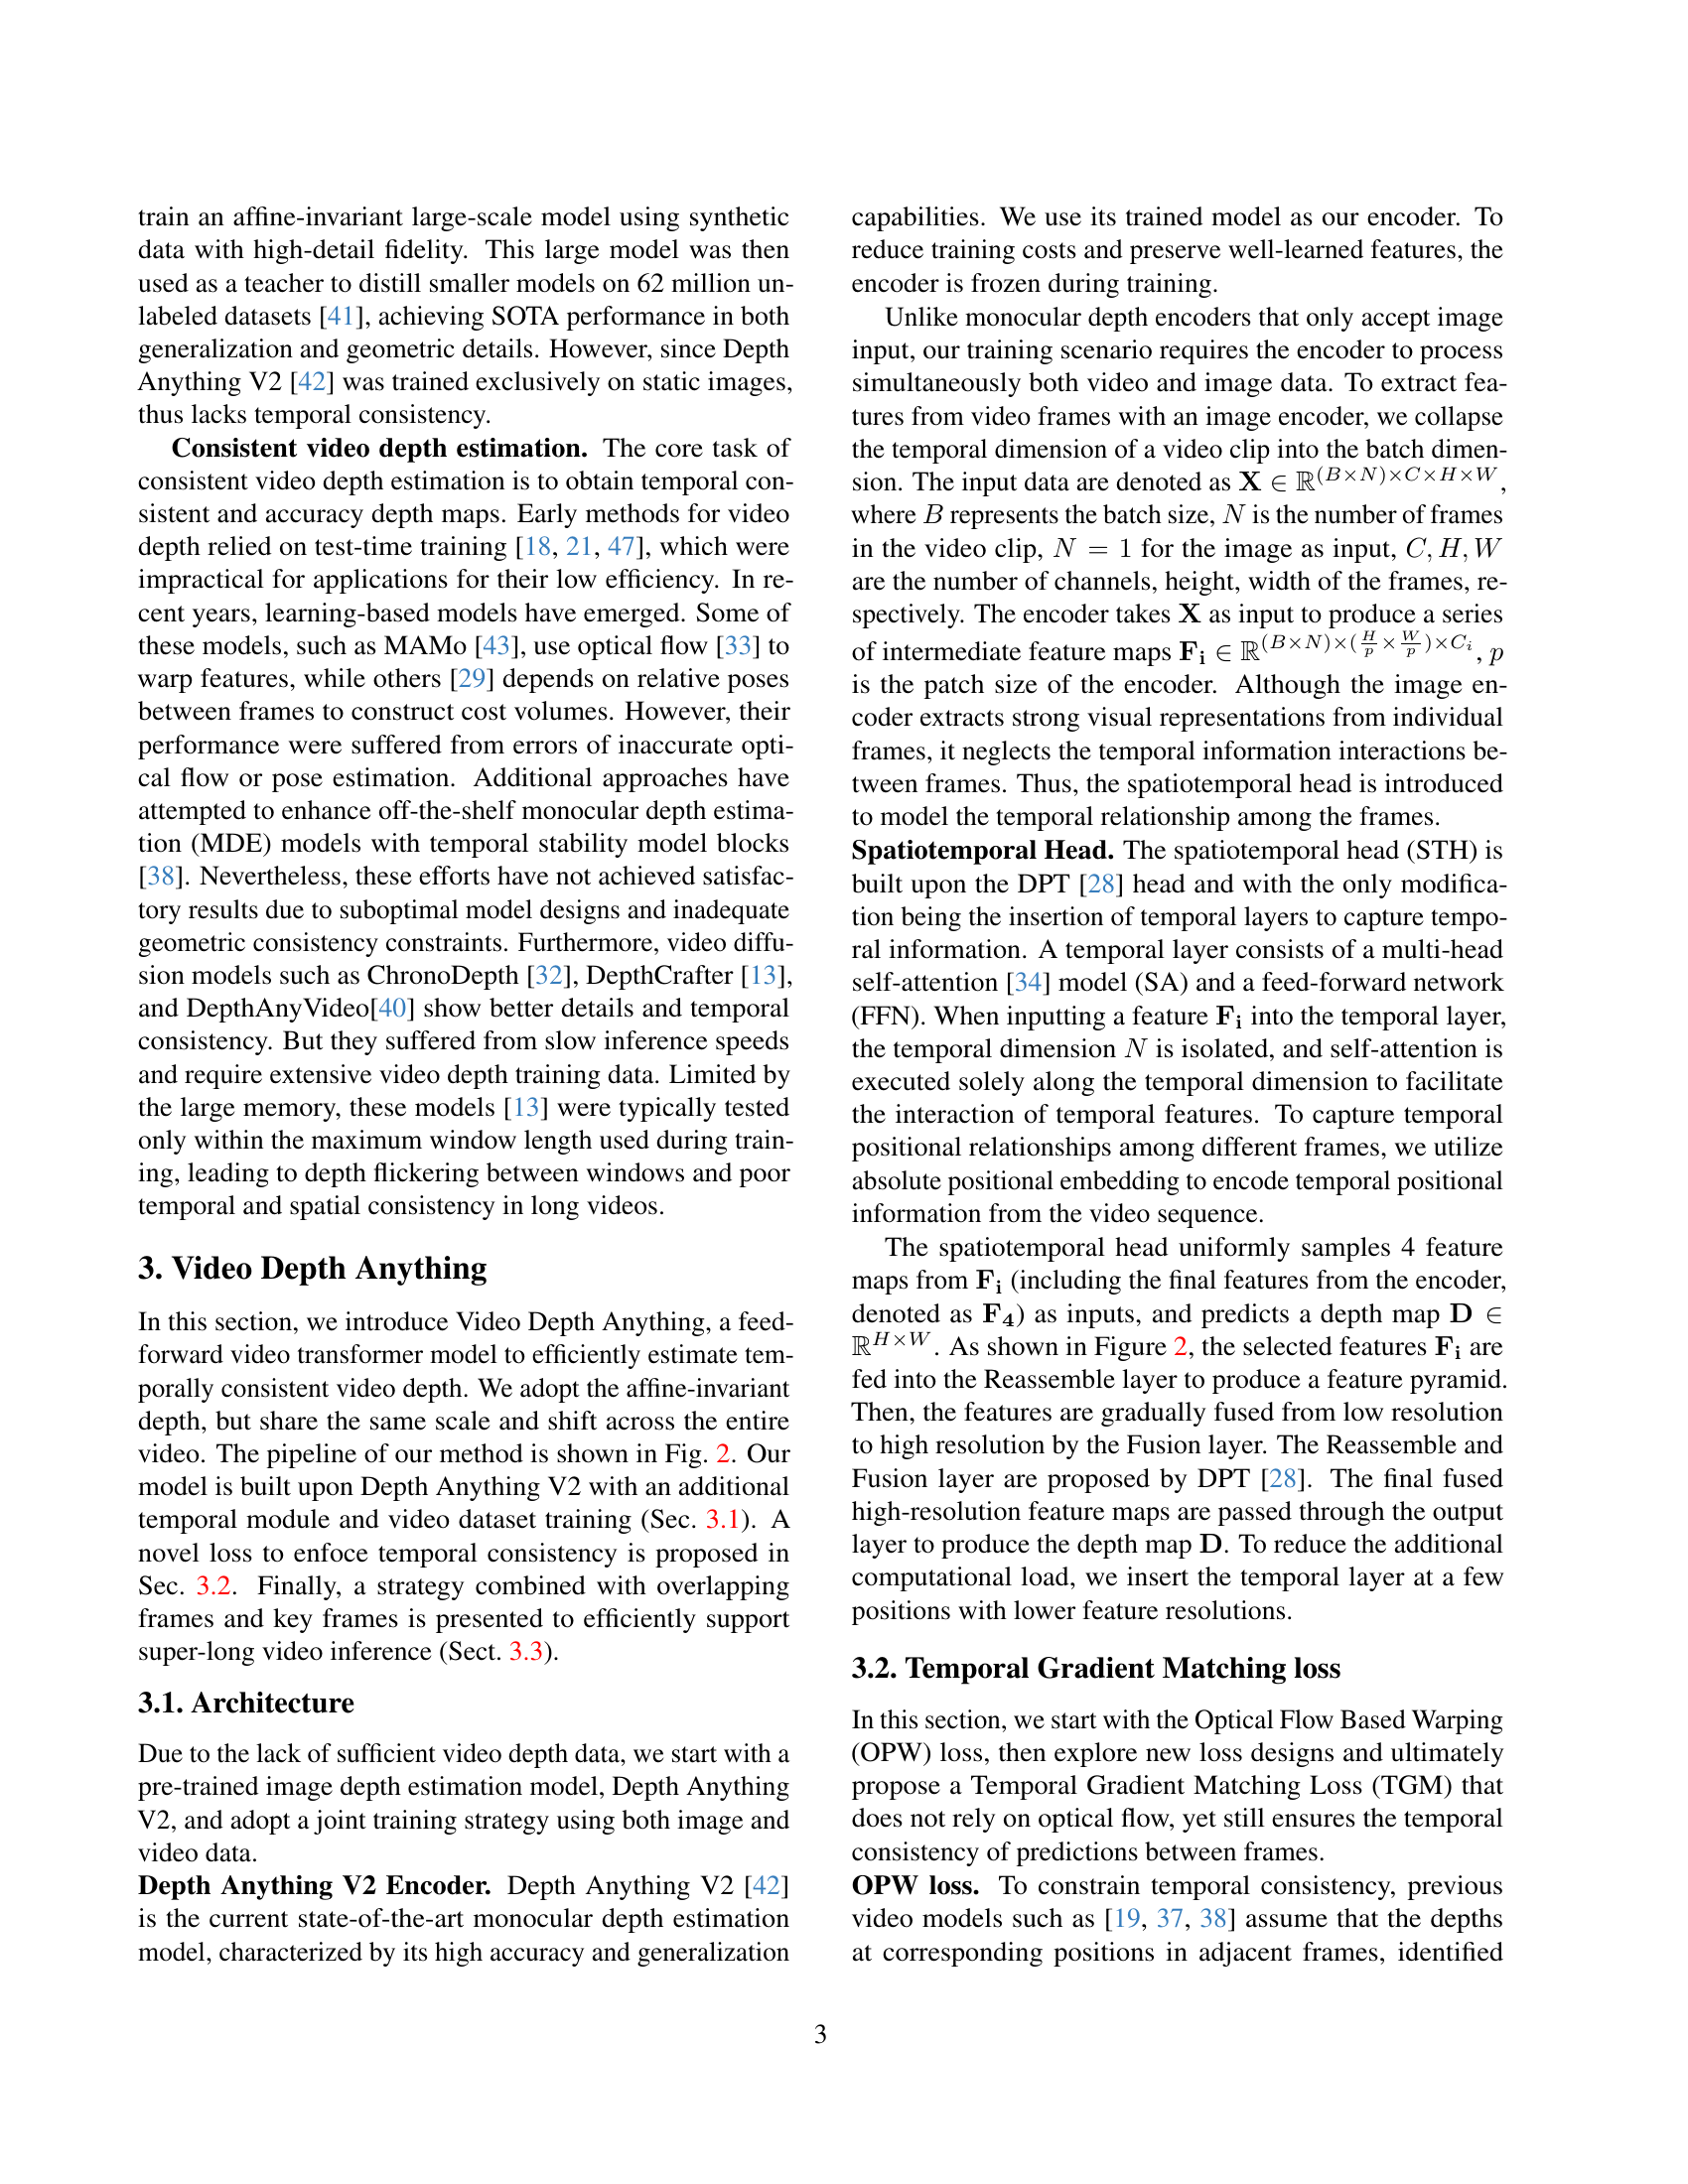 train an affine-invariant large-scale model using synthetic
data with high-detail fidelity. This large model was then
used as a teacher to distill smaller models on 62 million un-
labeled datasets [41], achieving SOTA performance in both
generalization and geometric details. However, since Depth
Anything V2 [42] was trained exclusively on static images,
thus lacks temporal consistency.
Consistent video depth estimation. The core task of
consistent video depth estimation is to obtain temporal con-
sistent and accuracy depth maps. Early methods for video
depth relied on test-time training [18, 21, 47], which were
impractical for applications for their low efficiency. In re-
cent years, learning-based models have emerged. Some of
these models, such as MAMo [43], use optical flow [33] to
warp features, while others [29] depends on relative poses
between frames to construct cost volumes. However, their
performance were suffered from errors of inaccurate opti-
cal flow or pose estimation. Additional approaches have
attempted to enhance off-the-shelf monocular depth estima-
tion (MDE) models with temporal stability model blocks
[38]. Nevertheless, these efforts have not achieved satisfac-
tory results due to suboptimal model designs and inadequate
geometric consistency constraints. Furthermore, video diffu-
sion models such as ChronoDepth [32], DepthCrafter [13],
and DepthAnyVideo[40] show better details and temporal
consistency. But they suffered from slow inference speeds
and require extensive video depth training data. Limited by
the large memory, these models [13] were typically tested
only within the maximum window length used during train-
ing, leading to depth flickering between windows and poor
temporal and spatial consistency in long videos.
3. Video Depth Anything
In this section, we introduce Video Depth Anything, a feed-
forward video transformer model to efficiently estimate tem-
porally consistent video depth. We adopt the affine-invariant
depth, but share the same scale and shift across the entire
video. The pipeline of our method is shown in Fig. 2. Our
model is built upon Depth Anything V2 with an additional
temporal module and video dataset training (Sec. 3.1). A
novel loss to enfoce temporal consistency is proposed in
Sec. 3.2. Finally, a strategy combined with overlapping
frames and key frames is presented to efficiently support
super-long video inference (Sect. 3.3).
3.1. Architecture
Due to the lack of sufficient video depth data, we start with a
pre-trained image depth estimation model, Depth Anything
V2, and adopt a joint training strategy using both image and
video data.
Depth Anything V2 Encoder. Depth Anything V2 [42]
is the current state-of-the-art monocular depth estimation
model, characterized by its high accuracy and generalization
capabilities. We use its trained model as our encoder. To
reduce training costs and preserve well-learned features, the
encoder is frozen during training.
Unlike monocular depth encoders that only accept image
input, our training scenario requires the encoder to process
simultaneously both video and image data. To extract fea-
tures from video frames with an image encoder, we collapse
the temporal dimension of a video clip into the batch dimen-
sion. The input data are denoted as X ∈ ℝ^{(B×N)×C×H×W},
where B represents the batch size, N is the number of frames
in the video clip, N = 1 for the image as input, C, H, W
are the number of channels, height, width of the frames, re-
spectively. The encoder takes X as input to produce a series
of intermediate feature maps F_i ∈ ℝ^{(B×N)×(H/p×W/p)×C_i}, p
is the patch size of the encoder. Although the image en-
coder extracts strong visual representations from individual
frames, it neglects the temporal information interactions be-
tween frames. Thus, the spatiotemporal head is introduced
to model the temporal relationship among the frames.
Spatiotemporal Head. The spatiotemporal head (STH) is
built upon the DPT [28] head and with the only modifica-
tion being the insertion of temporal layers to capture tempo-
ral information. A temporal layer consists of a multi-head
self-attention [34] model (SA) and a feed-forward network
(FFN). When inputting a feature F_i into the temporal layer,
the temporal dimension N is isolated, and self-attention is
executed solely along the temporal dimension to facilitate
the interaction of temporal features. To capture temporal
positional relationships among different frames, we utilize
absolute positional embedding to encode temporal positional
information from the video sequence.
The spatiotemporal head uniformly samples 4 feature
maps from F_i (including the final features from the encoder,
denoted as F_4) as inputs, and predicts a depth map D ∈
ℝ^{H×W}. As shown in Figure 2, the selected features F_i are
fed into the Reassemble layer to produce a feature pyramid.
Then, the features are gradually fused from low resolution
to high resolution by the Fusion layer. The Reassemble and
Fusion layer are proposed by DPT [28]. The final fused
high-resolution feature maps are passed through the output
layer to produce the depth map D. To reduce the additional
computational load, we insert the temporal layer at a few
positions with lower feature resolutions.
3.2. Temporal Gradient Matching loss
In this section, we start with the Optical Flow Based Warping
(OPW) loss, then explore new loss designs and ultimately
propose a Temporal Gradient Matching Loss (TGM) that
does not rely on optical flow, yet still ensures the temporal
consistency of predictions between frames.
OPW loss. To constrain temporal consistency, previous
video models such as [19, 37, 38] assume that the depths
at corresponding positions in adjacent frames, identified
3